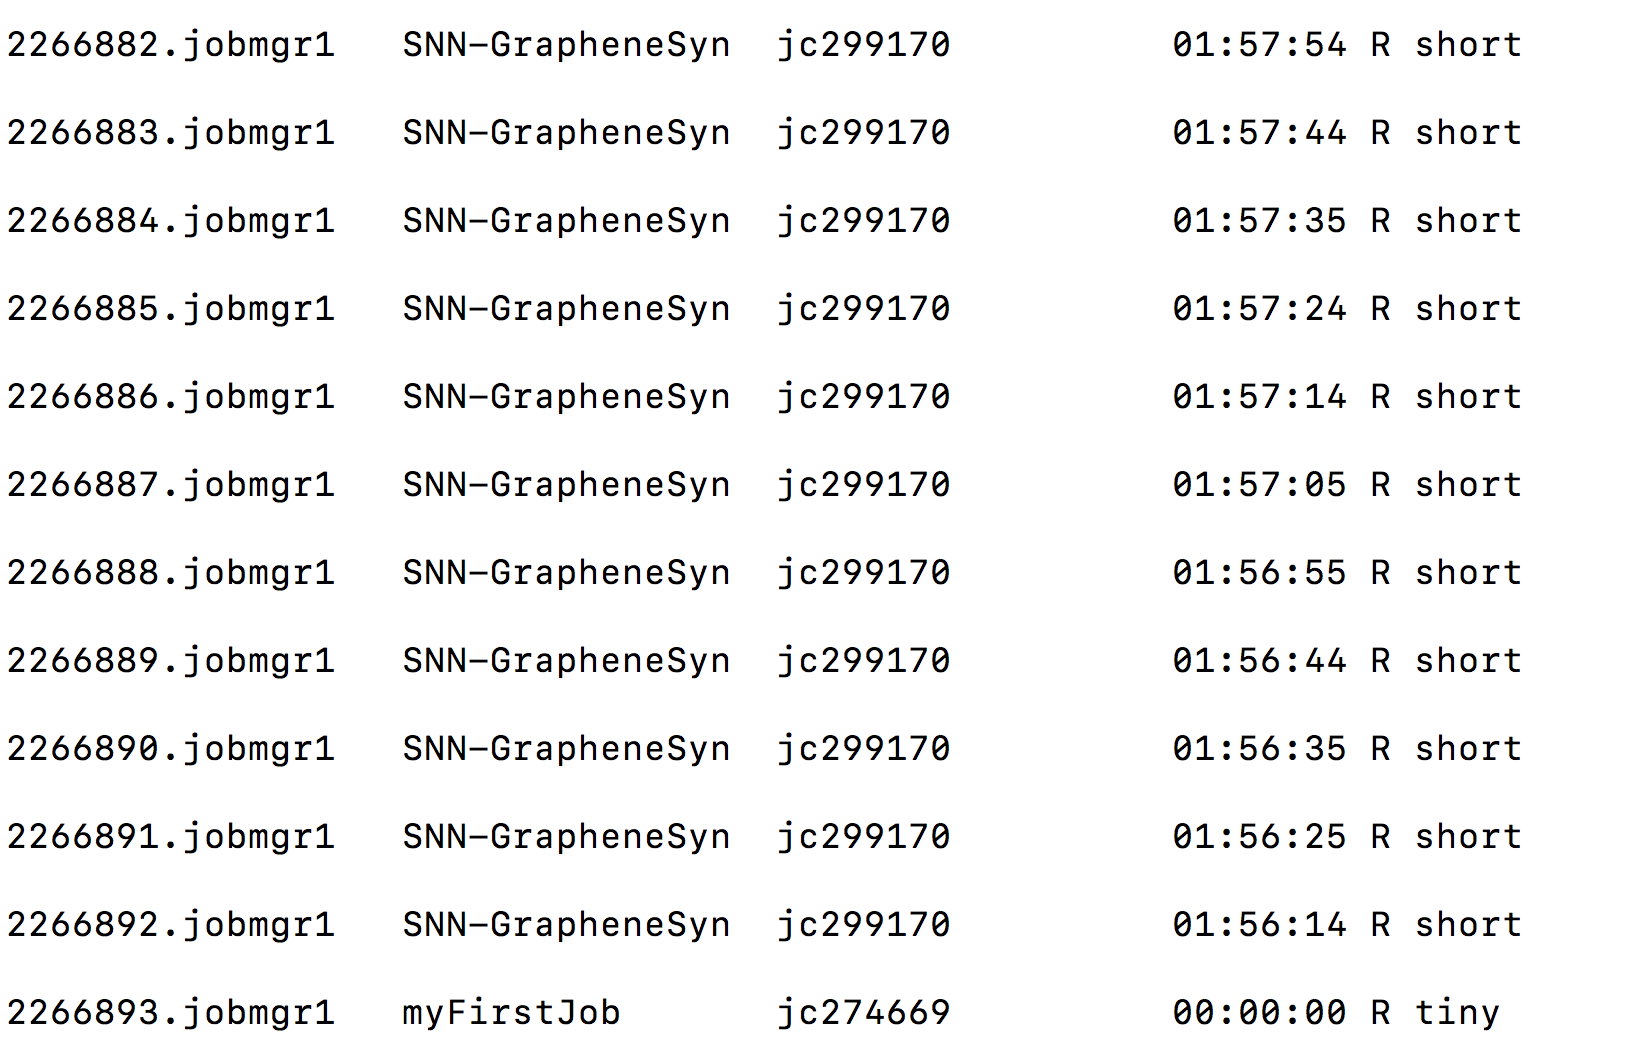 2266882.jobmgr1   SNN-GrapheneSyn  jc299170          01:57:54 R short
2266883.jobmgr1   SNN-GrapheneSyn  jc299170          01:57:44 R short
2266884.jobmgr1   SNN-GrapheneSyn  jc299170          01:57:35 R short
2266885.jobmgr1   SNN-GrapheneSyn  jc299170          01:57:24 R short
2266886.jobmgr1   SNN-GrapheneSyn  jc299170          01:57:14 R short
2266887.jobmgr1   SNN-GrapheneSyn  jc299170          01:57:05 R short
2266888.jobmgr1   SNN-GrapheneSyn  jc299170          01:56:55 R short
2266889.jobmgr1   SNN-GrapheneSyn  jc299170          01:56:44 R short
2266890.jobmgr1   SNN-GrapheneSyn  jc299170          01:56:35 R short
2266891.jobmgr1   SNN-GrapheneSyn  jc299170          01:56:25 R short
2266892.jobmgr1   SNN-GrapheneSyn  jc299170          01:56:14 R short
2266893.jobmgr1   myFirstJob       jc274669          00:00:00 R tiny